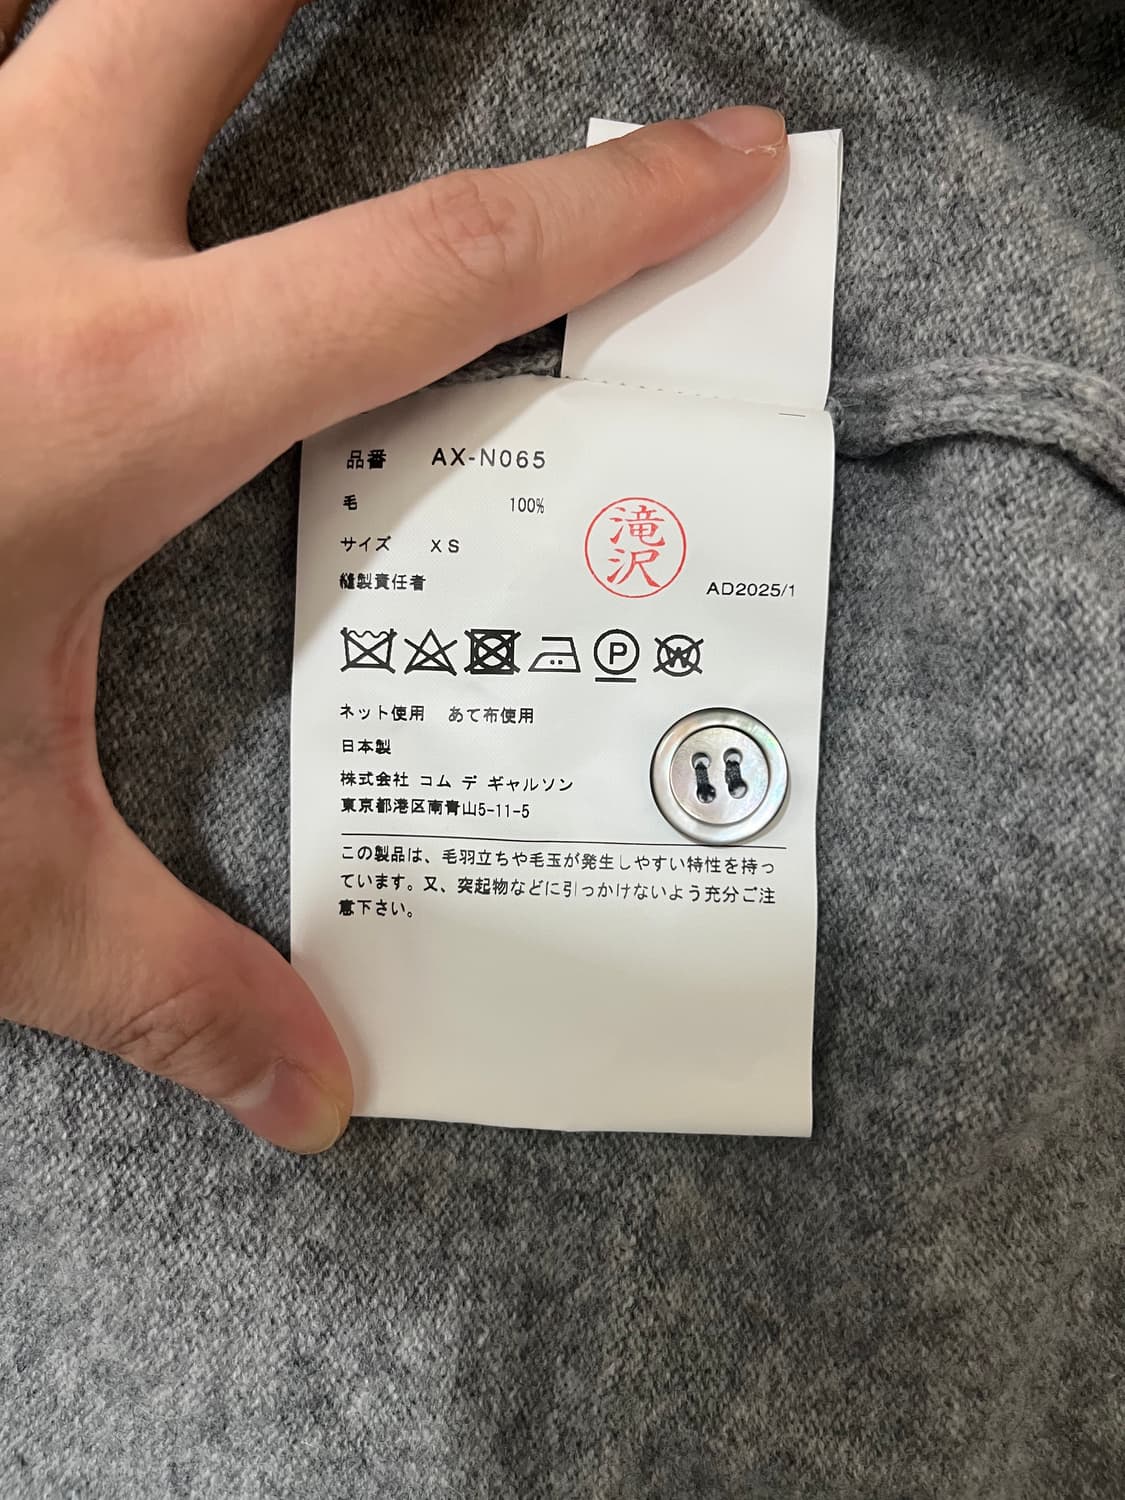 品番 AX-N065
毛 100%
サイズ XS
滝沢
縫製責任者 AD2025/1
P W
ネット使用 あて布使用
日本製
株式会社 コム デ ギャルソン
東京都港区南青山5-11-5
この製品は、毛羽立ちや毛玉が発生しやすい特性を持っ
ています。又、突起物などに引っかけないよう充分ご注
意下さい。